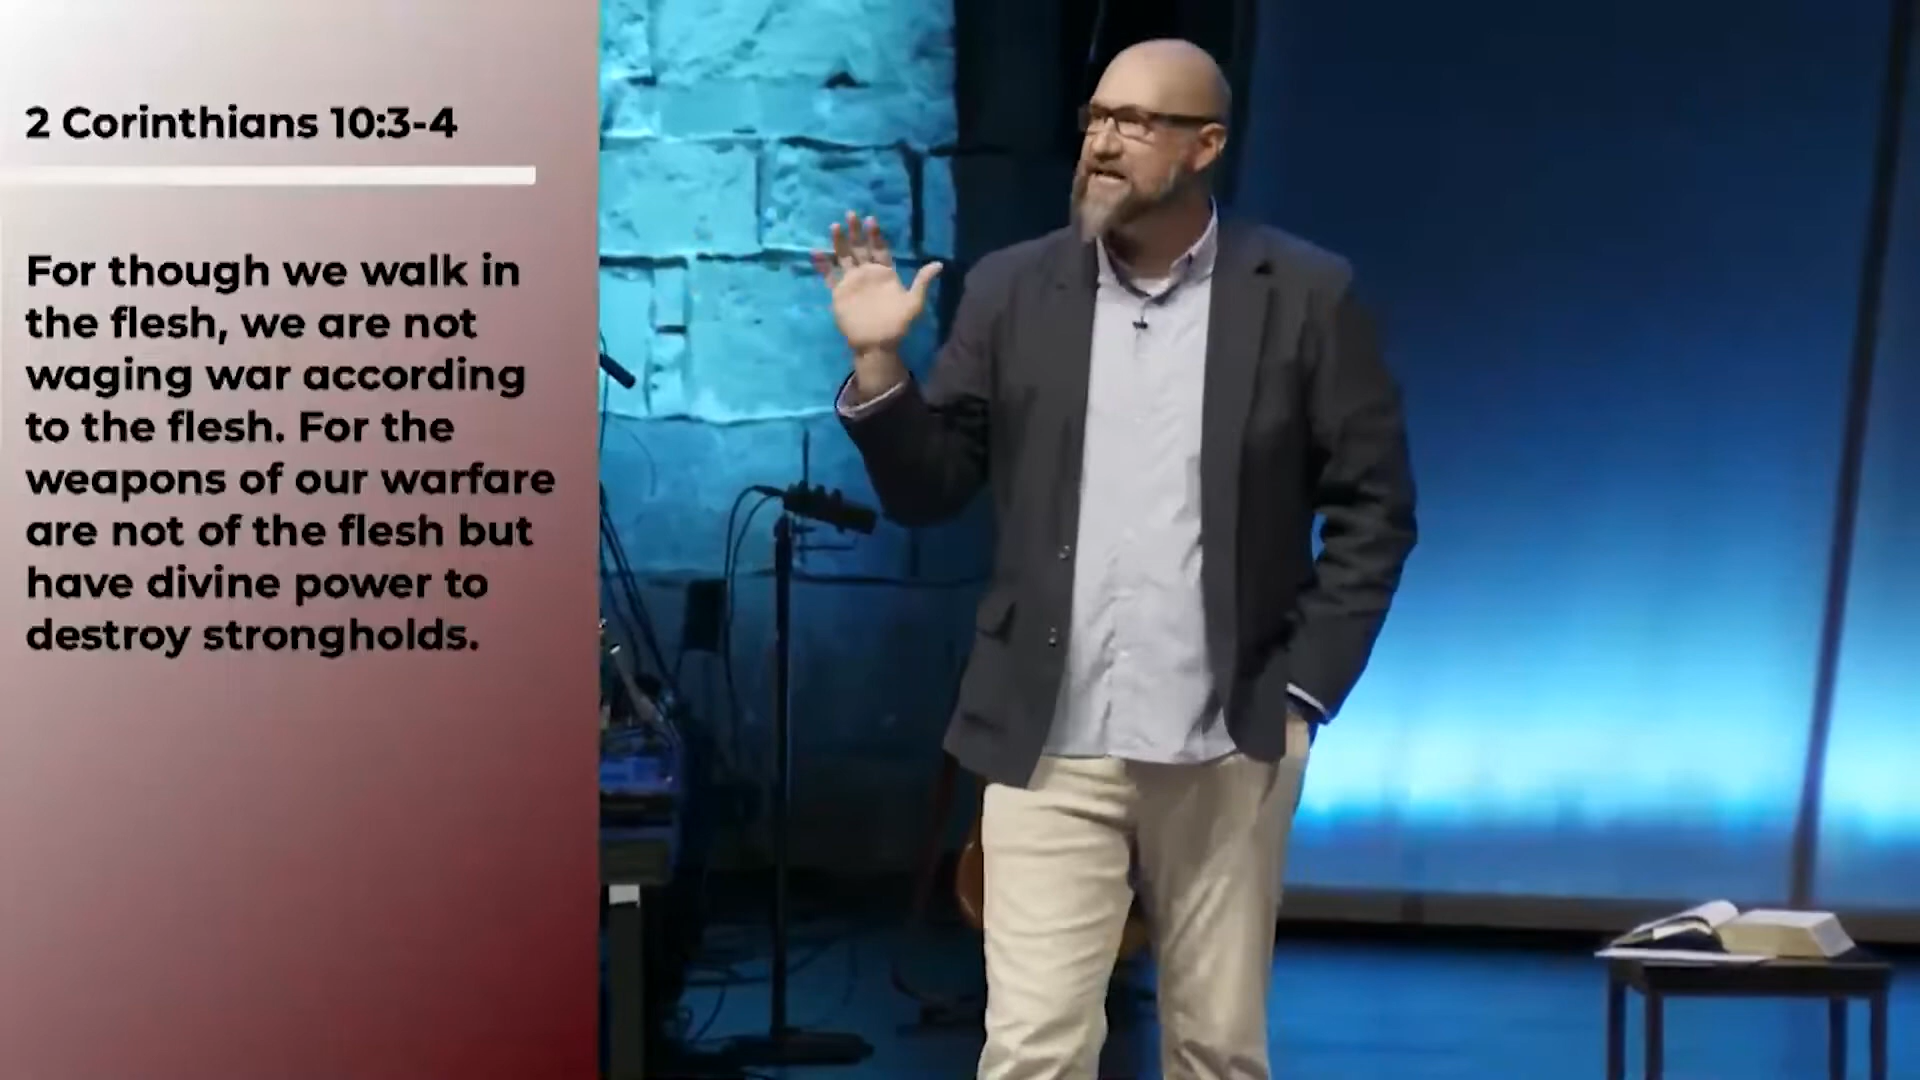 2 Corinthians 10:3-4
For though we walk in
the flesh, we are not
waging war according
to the flesh. For the
weapons of our warfare
are not of the flesh but
have divine power to
destroy strongholds.